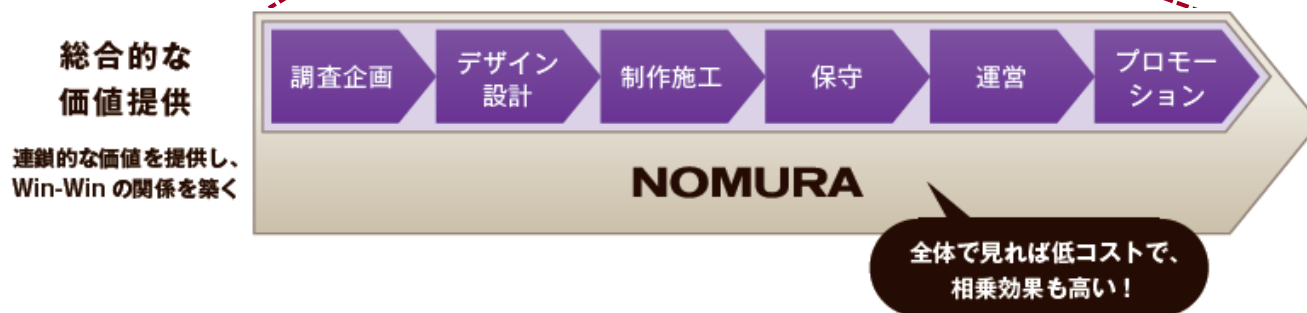 総合的な
価値提供
連鎖的な価値を提供し、
Win-Win の関係を築く
調査企画
デザイン
設計
制作施工
保守
運営
プロモー
ション
NOMURA
全体で見れば低コストで、
相乗効果も高い！